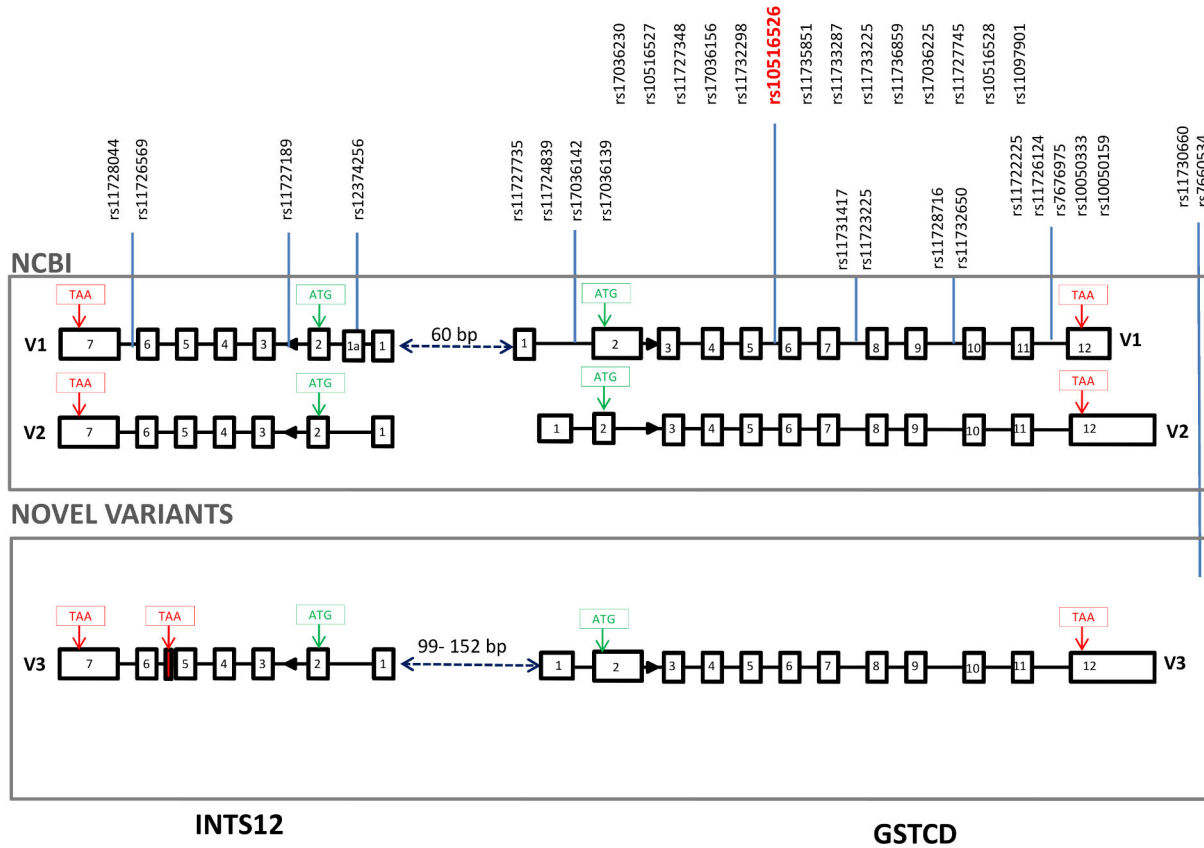 rs17036230
rs10516527
rs11727348
rs17036156
rs11732298
rs10516526
rs11735851
rs11733287
rs11733225
rs11736859
rs17036225
rs11727745
rs10516528
rs11097901
rs11728044
rs11726569
rs11727189
rs12374256
rs11727735
rs11724839
rs17036142
rs17036139
rs11731417
rs11723225
rs11728716
rs11732650
rs11722225
rs11726124
rs7676975
rs10050333
rs10050159
rs11730660
rs7660534
NCBI
TAA ATG ATG TAA
V1 7 6 5 4 3 2 1a 1 60 bp 1 2 3 4 5 6 7 8 9 10 11 12 V1
TAA ATG ATG TAA
V2 7 6 5 4 3 2 1 1 2 3 4 5 6 7 8 9 10 11 12 V2
NOVEL VARIANTS
TAA TAA ATG ATG TAA
V3 7 6 5 4 3 2 1 99- 152 bp 1 2 3 4 5 6 7 8 9 10 11 12 V3
INTS12 GSTCD